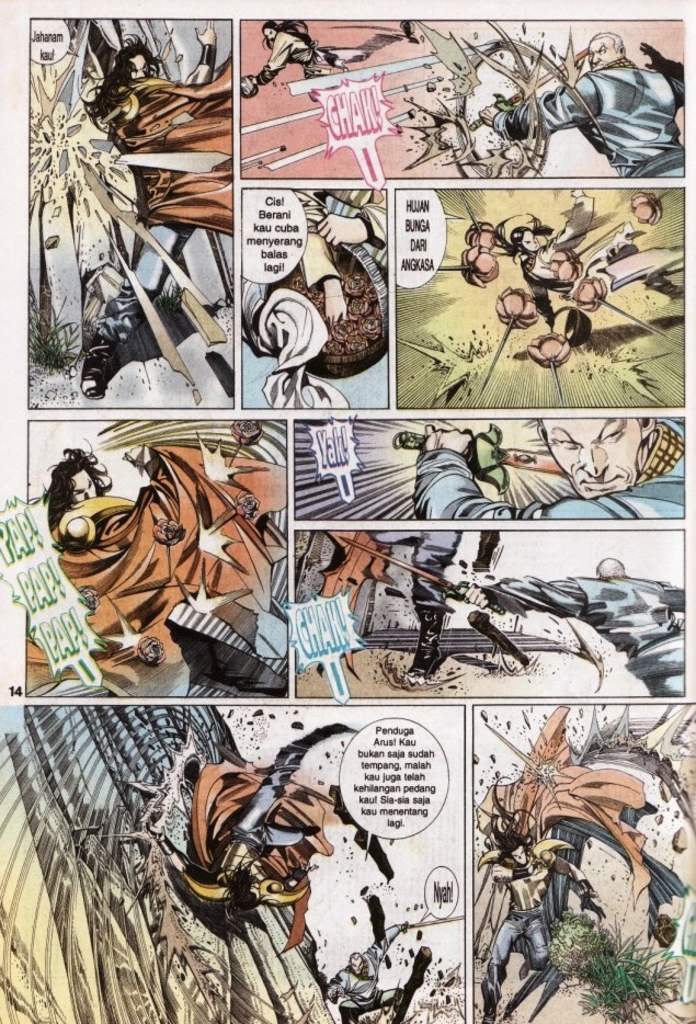 Jahanam
kau!
CHAK!
Cis!
Berani
kau cuba
menyerang
balas
lagi!
HUJAN
BUNGA
DARI
ANGKASA
PAP!
PAP!
PAP!
Yah!
CHAK!
14
Penduga
Arus! Kau
bukan saja sudah
tempang, malah
kau juga telah
kehilangan pedang
kau! Sia-sia saja
kau menentang
lagi.
Nyah!